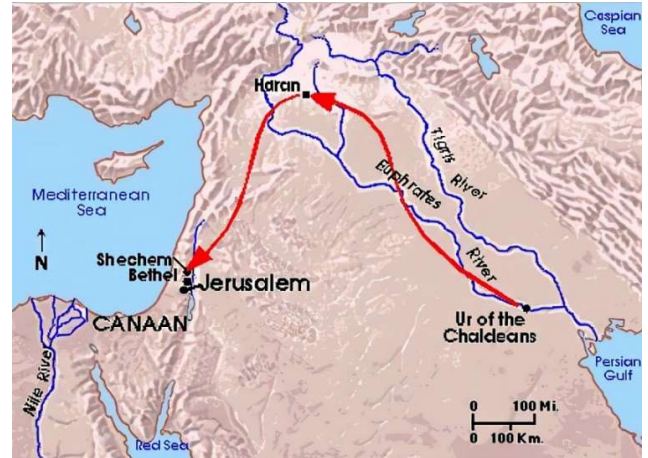 Caspian
Sea
Haran
Tigris River
Euphrates River
Mediterranean
Sea
N
Shechem
Bethel
Jerusalem
CANAAN
Ur of the
Chaldeans
Nile River
Persian
Gulf
Red Sea
0 100 Mi.
0 100 Km.